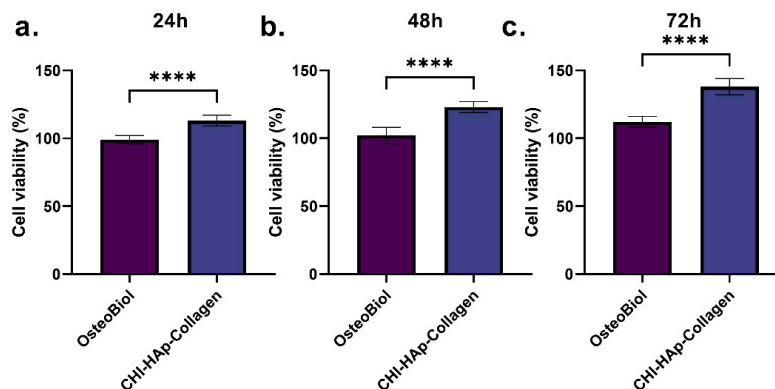 a.
24h
Cell viability (%)
150
100
50
0
****
OsteoBiol
CHI-HAp-Collagen
b.
48h
Cell viability (%)
150
100
50
0
****
OsteoBiol
CHI-HAp-Collagen
c.
72h
Cell viability (%)
150
100
50
0
****
OsteoBiol
CHI-HAp-Collagen